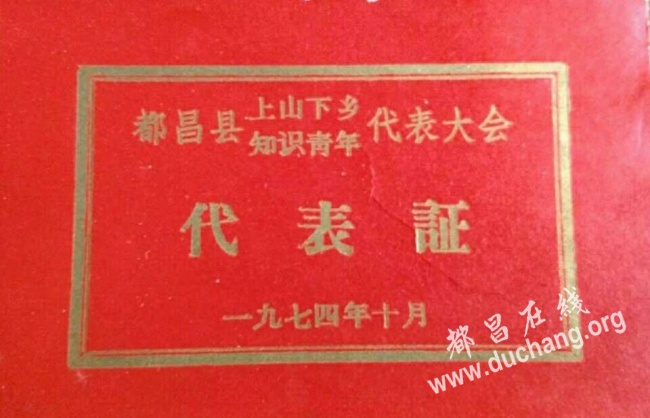 都昌县上山下乡知识青年代表大会
代表証
一九七四年十月
都昌在线
www.duchang.org